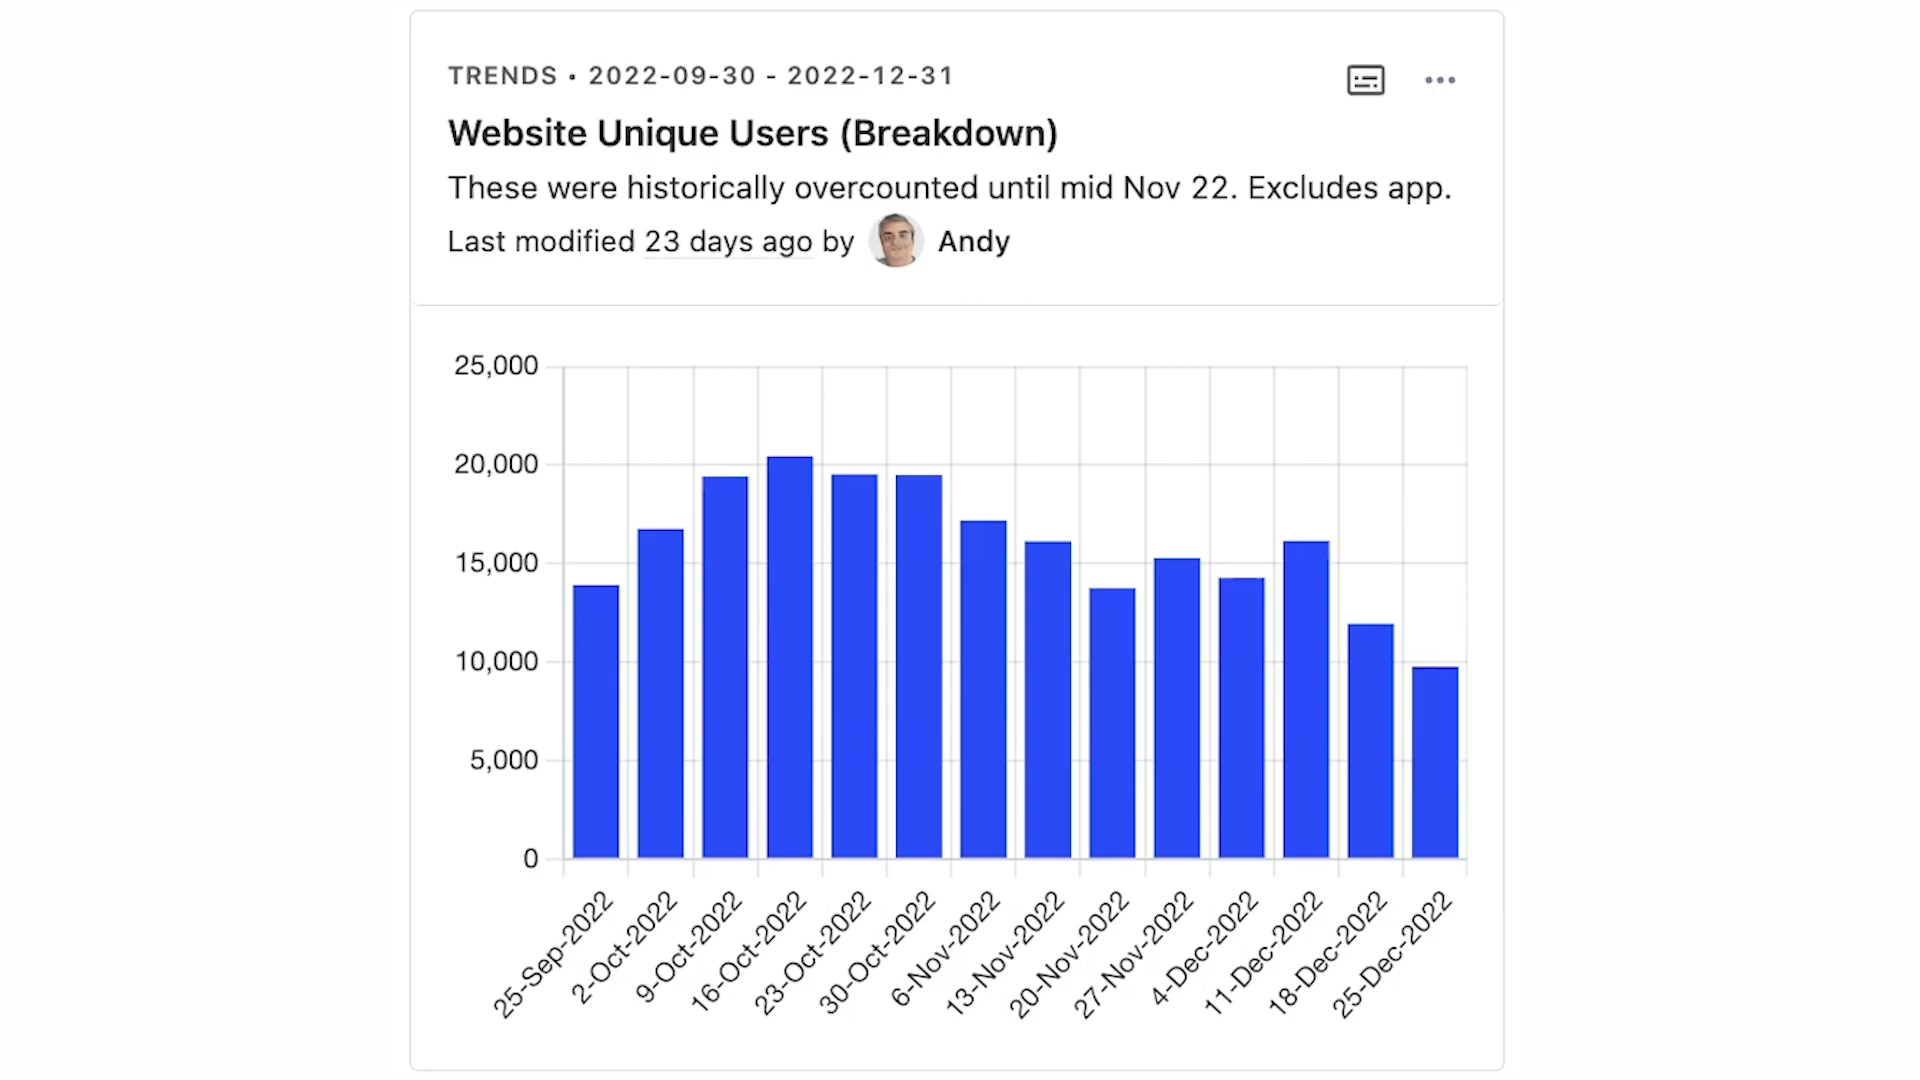 TRENDS • 2022-09-30 - 2022-12-31
Website Unique Users (Breakdown)
These were historically overcounted until mid Nov 22. Excludes app.
Last modified 23 days ago by Andy
25,000
20,000
15,000
10,000
5,000
0
25-Sep-2022
2-Oct-2022
9-Oct-2022
16-Oct-2022
23-Oct-2022
30-Oct-2022
6-Nov-2022
13-Nov-2022
20-Nov-2022
27-Nov-2022
4-Dec-2022
11-Dec-2022
18-Dec-2022
25-Dec-2022